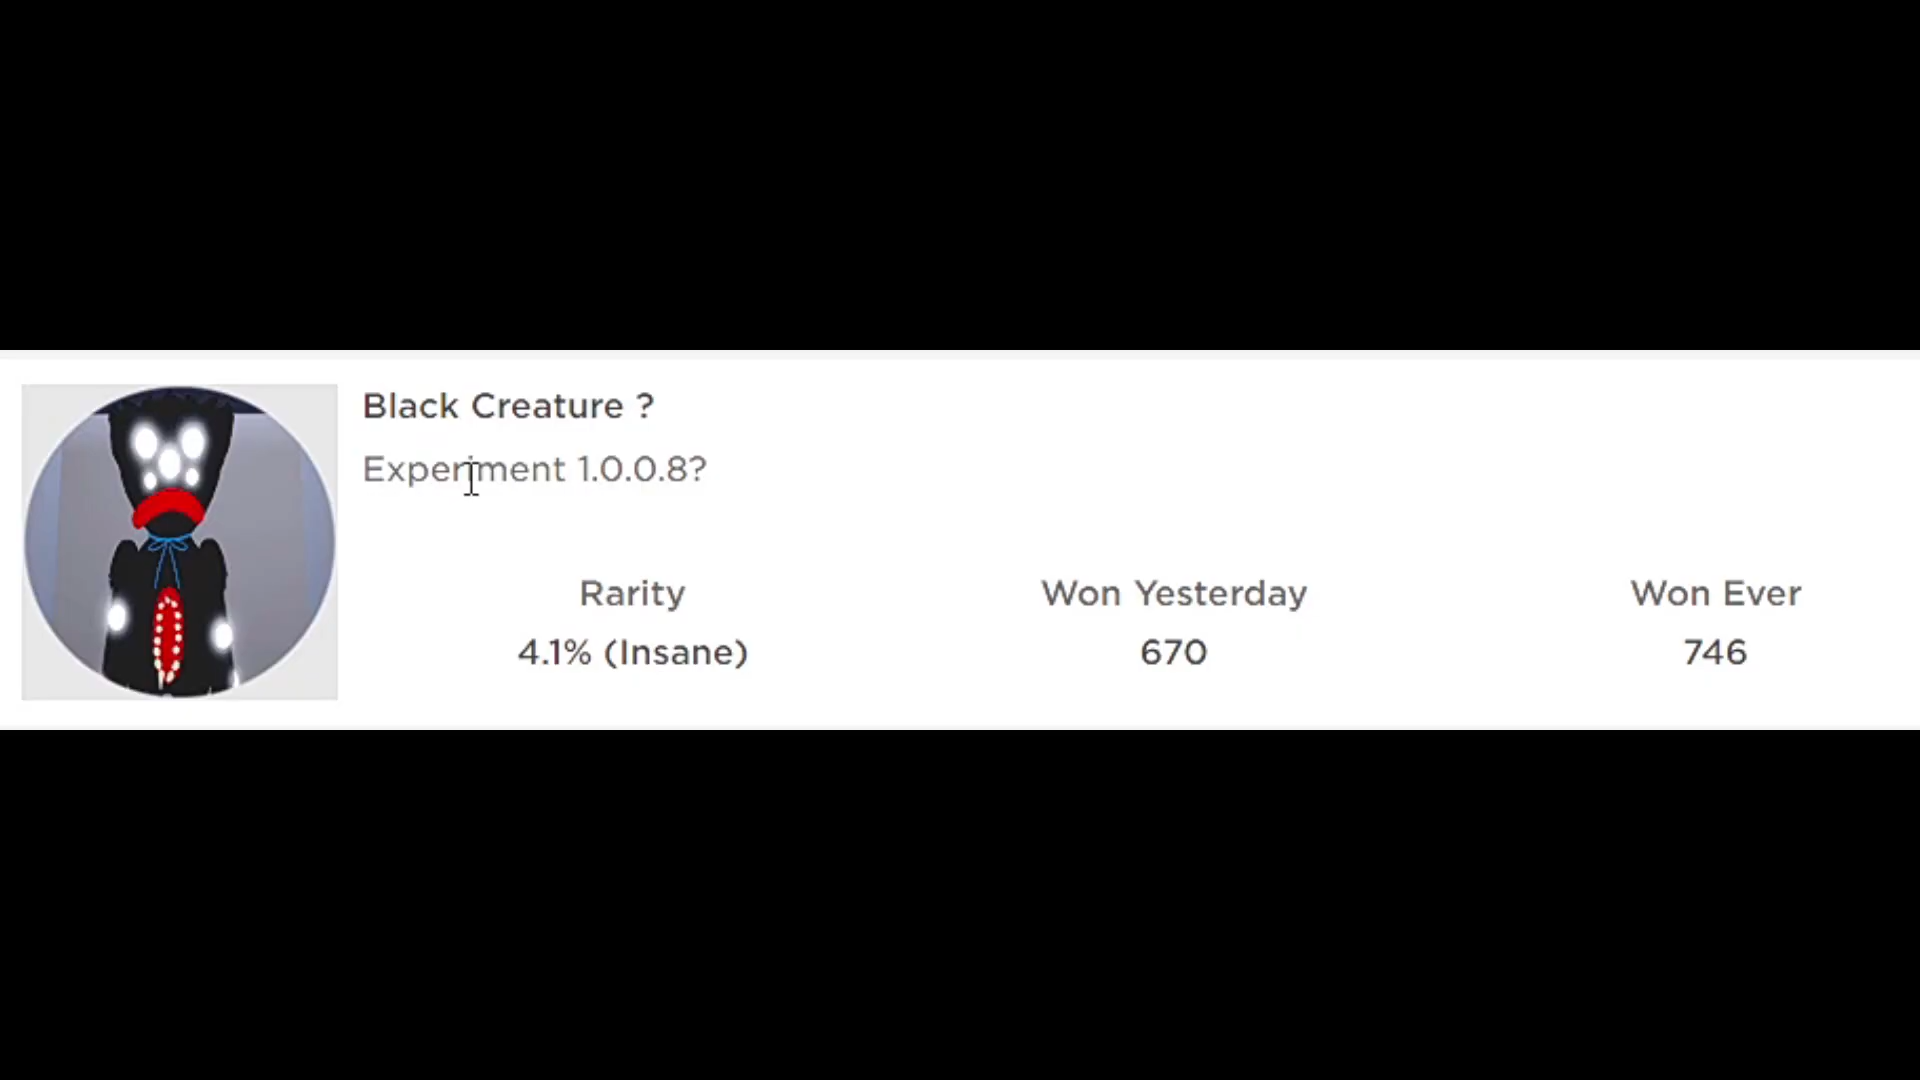 Black Creature ?
Experiment 1.0.0.8?
Rarity Won Yesterday Won Ever
4.1% (Insane) 670 746